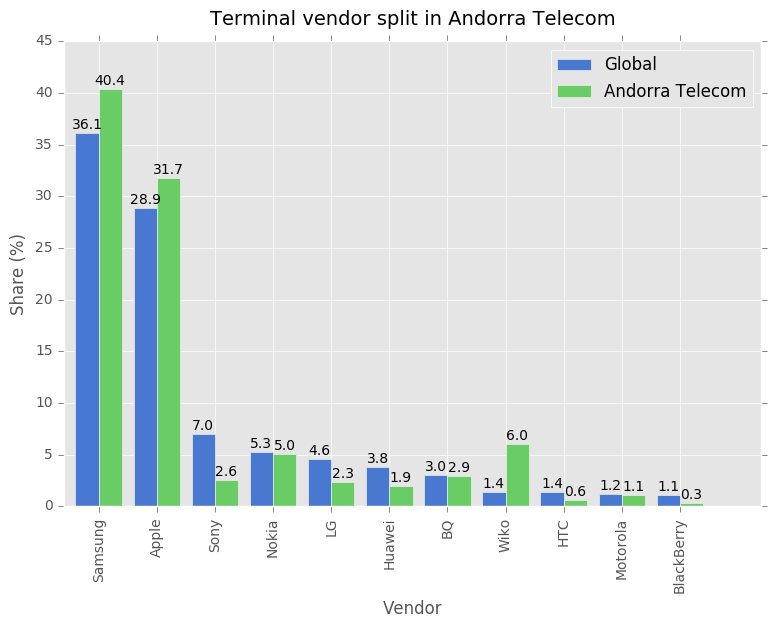 Terminal vendor split in Andorra Telecom
Global
Andorra Telecom
Share (%)
45
40
35
30
25
20
15
10
5
0
36.1 40.4
28.9 31.7
7.0 2.6
5.3 5.0
4.6 2.3
3.8 1.9
3.0 2.9
1.4 6.0
1.4 0.6
1.2 1.1
1.1 0.3
Samsung
Apple
Sony
Nokia
LG
Huawei
BQ
Wiko
HTC
Motorola
BlackBerry
Vendor